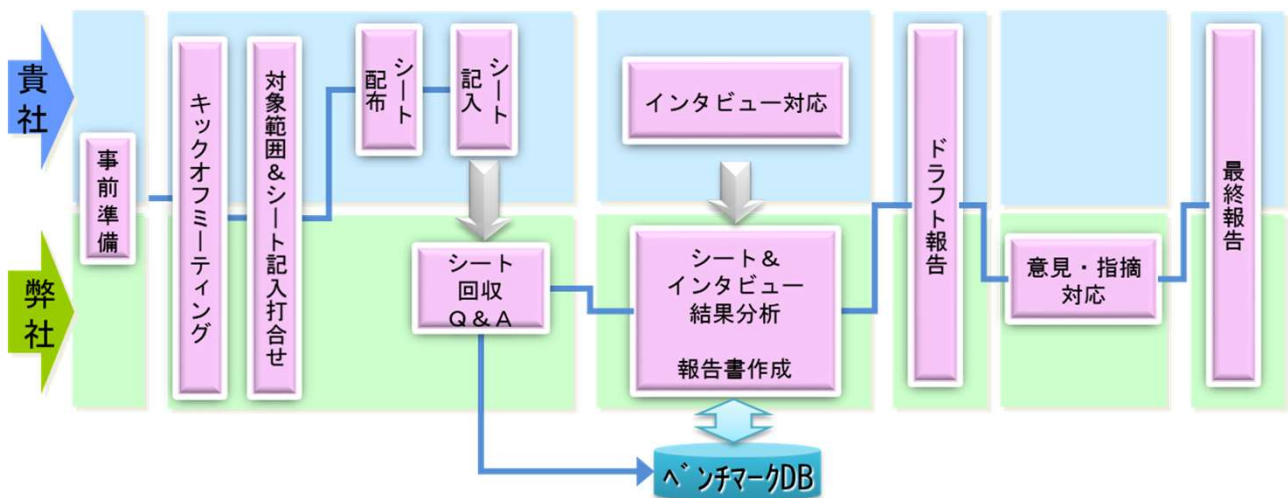 貴社
弊社
事前準備
キックオフミーティング
対象範囲&シート記入打合せ
シート
配布
シート
記入
シート
回収
Q&A
インタビュー対応
シート&
インタビュー
結果分析
報告書作成
ベンチマークDB
ドラフト報告
意見・指摘
対応
最終報告